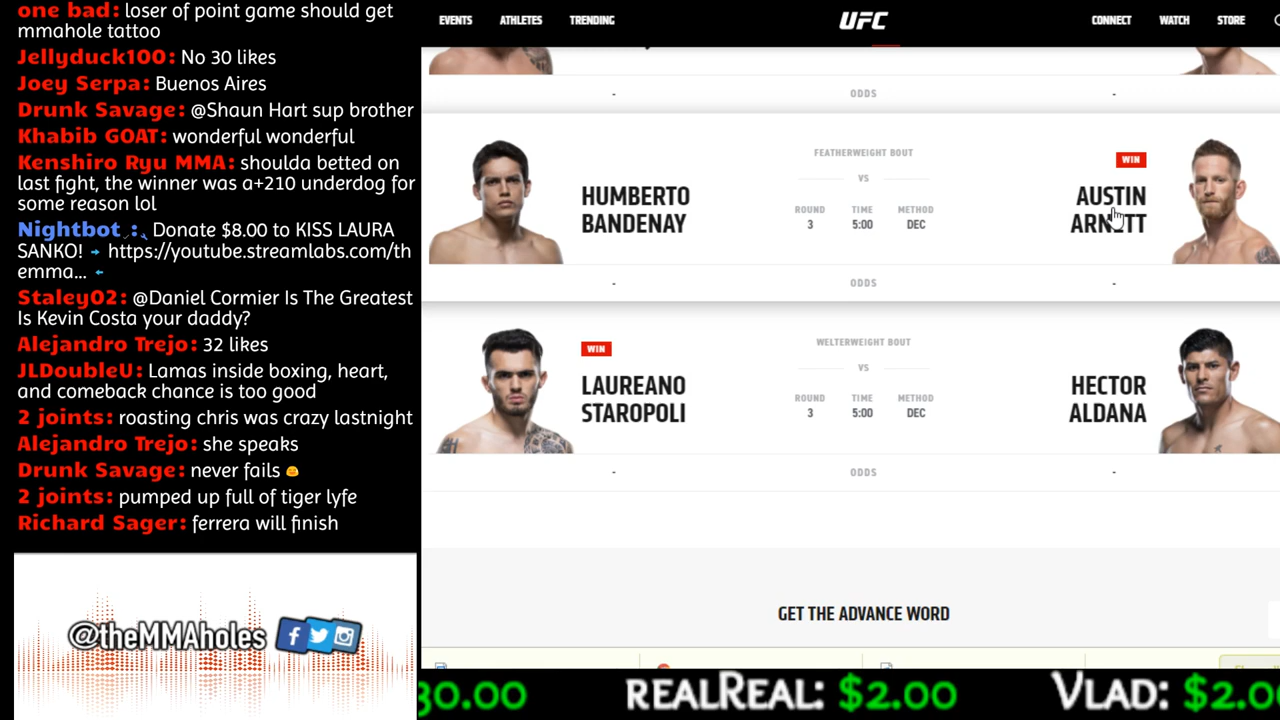 one bad: loser of point game should get
mmahole tattoo
Jellyduck100: No 30 likes
Joey Serpa: Buenos Aires
Drunk Savage: @Shaun Hart sup brother
Khabib GOAT: wonderful wonderful
Kenshiro Ryu MMA: shoulda betted on
last fight, the winner was a+210 underdog for
some reason lol
Nightbot: Donate $8.00 to KISS LAURA
SANKO! → https://youtube.streamlabs.com/th
emma... ←
Staley02: @Daniel Cormier Is The Greatest
Is Kevin Costa your daddy?
Alejandro Trejo: 32 likes
JLDoubleU: Lamas inside boxing, heart,
and comeback chance is too good
2 joints: roasting chris was crazy lastnight
Alejandro Trejo: she speaks
Drunk Savage: never fails
2 joints: pumped up full of tiger lyfe
Richard Sager: ferrera will finish
@theMMAholes
EVENTS ATHLETES TRENDING UFC CONNECT WATCH STORE
- ODDS -
FEATHERWEIGHT BOUT
WIN
HUMBERTO
BANDENAY
VS
ROUND TIME METHOD
3 5:00 DEC
AUSTIN
ARNETT
- ODDS -
WELTERWEIGHT BOUT
WIN
LAUREANO
STAROPOLI
VS
ROUND TIME METHOD
3 5:00 DEC
HECTOR
ALDANA
- ODDS -
GET THE ADVANCE WORD
30.00 REALREAL: $2.00 VLAD: $2.0